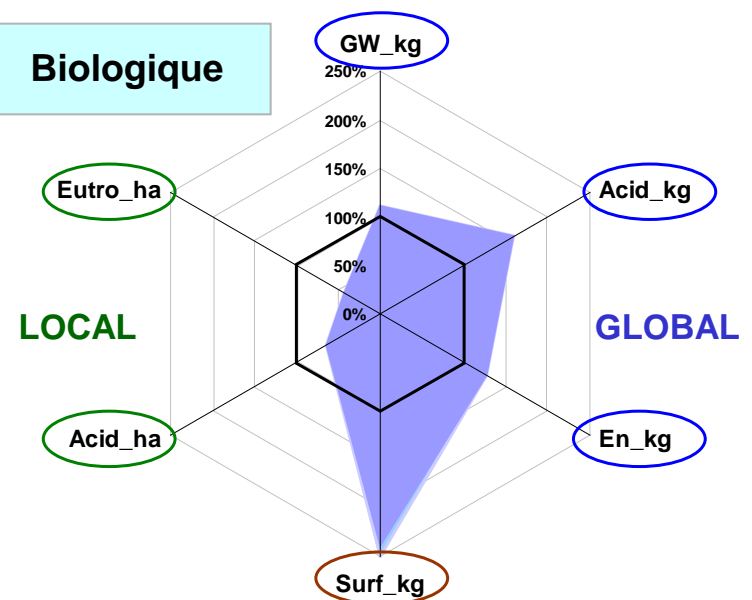 Biologique
GW_kg
250%
200%
150%
100%
50%
0%
Eutro_ha
Acid_kg
LOCAL
GLOBAL
Acid_ha
En_kg
Surf_kg